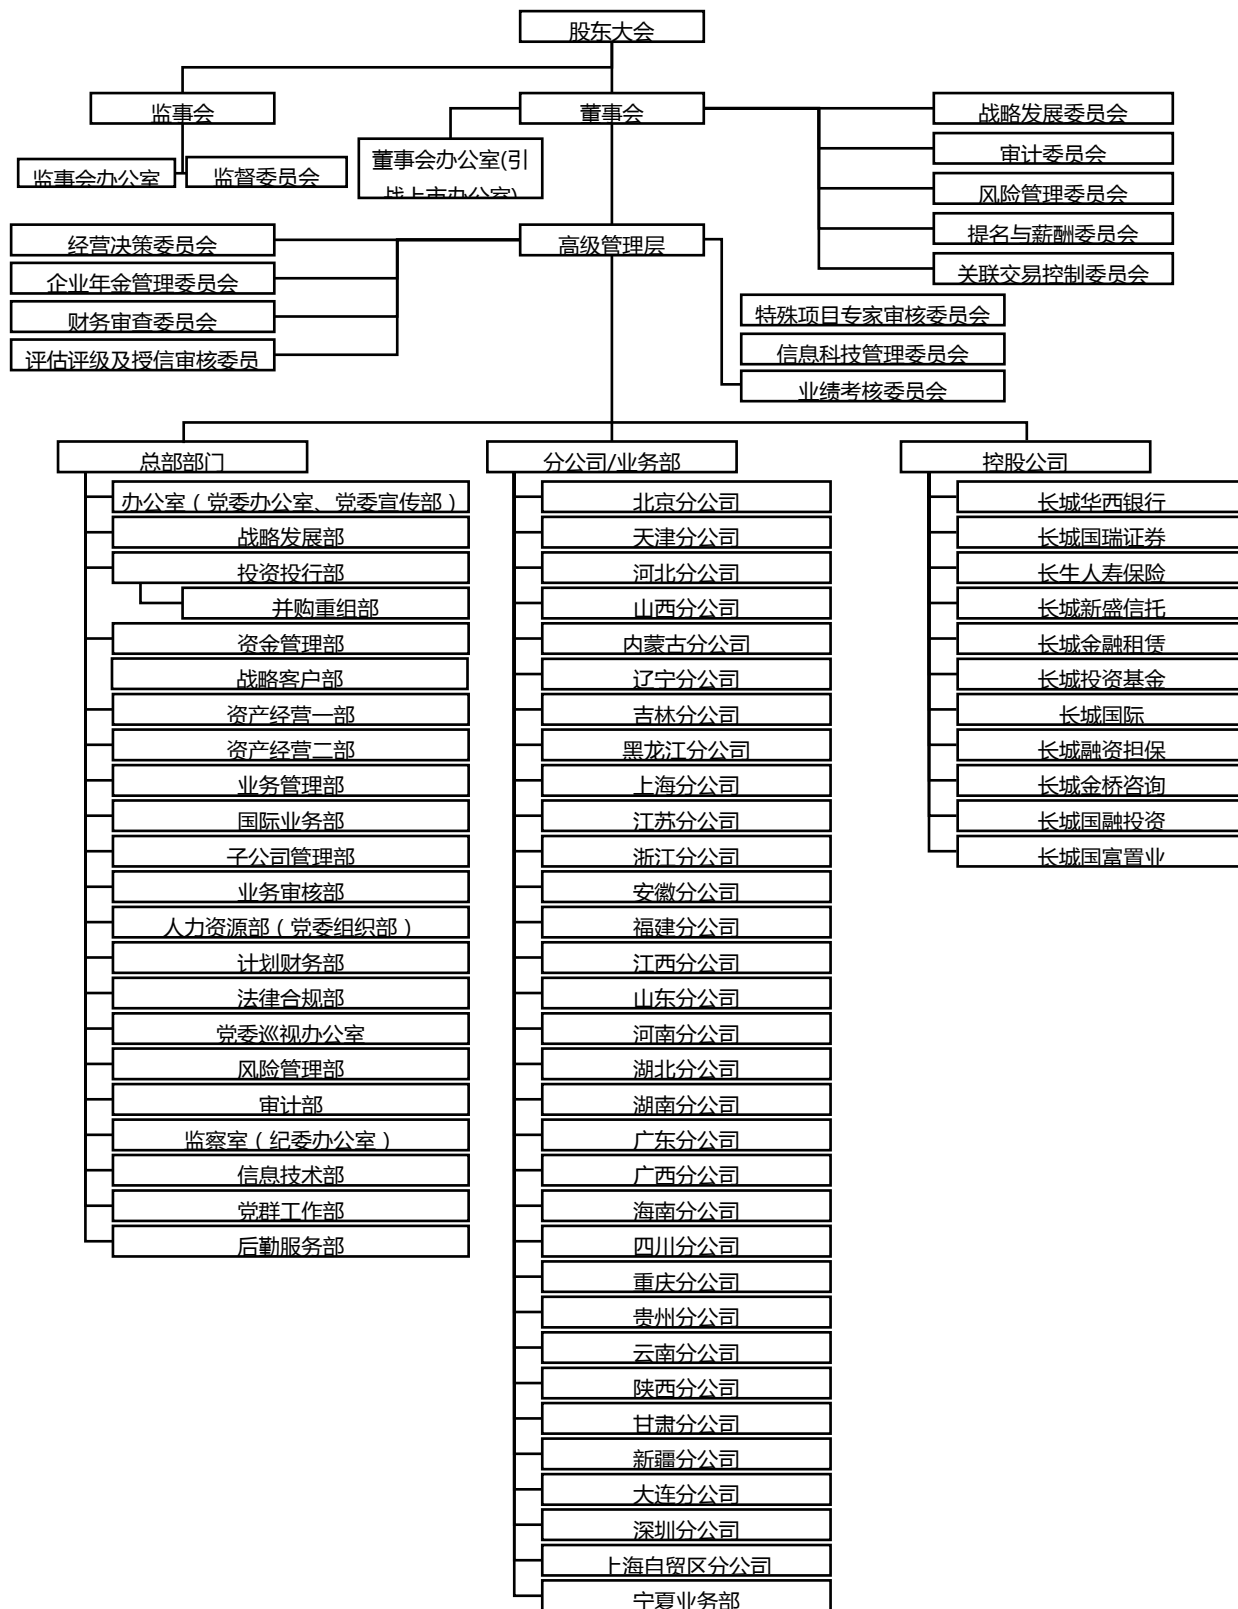 股东大会
监事会
董事会
战略发展委员会
审计委员会
风险管理委员会
提名与薪酬委员会
关联交易控制委员会
监事会办公室
监督委员会
董事会办公室(引
战上市办公室)
高级管理层
经营决策委员会
企业年金管理委员会
财务审查委员会
评估评级及授信审核委员
特殊项目专家审核委员会
信息科技管理委员会
业绩考核委员会
总部部门
办公室（党委办公室、党委宣传部）
战略发展部
投资投行部
并购重组部
资金管理部
战略客户部
资产经营一部
资产经营二部
业务管理部
国际业务部
子公司管理部
业务审核部
人力资源部（党委组织部）
计划财务部
法律合规部
党委巡视办公室
风险管理部
审计部
监察室（纪委办公室）
信息技术部
党群工作部
后勤服务部
分公司/业务部
北京分公司
天津分公司
河北分公司
山西分公司
内蒙古分公司
辽宁分公司
吉林分公司
黑龙江分公司
上海分公司
江苏分公司
浙江分公司
安徽分公司
福建分公司
江西分公司
山东分公司
河南分公司
湖北分公司
湖南分公司
广东分公司
广西分公司
海南分公司
四川分公司
重庆分公司
贵州分公司
云南分公司
陕西分公司
甘肃分公司
新疆分公司
大连分公司
深圳分公司
上海自贸区分公司
宁夏业务部
控股公司
长城华西银行
长城国瑞证券
长生人寿保险
长城新盛信托
长城金融租赁
长城投资基金
长城国际
长城融资担保
长城金桥咨询
长城国融投资
长城国富置业